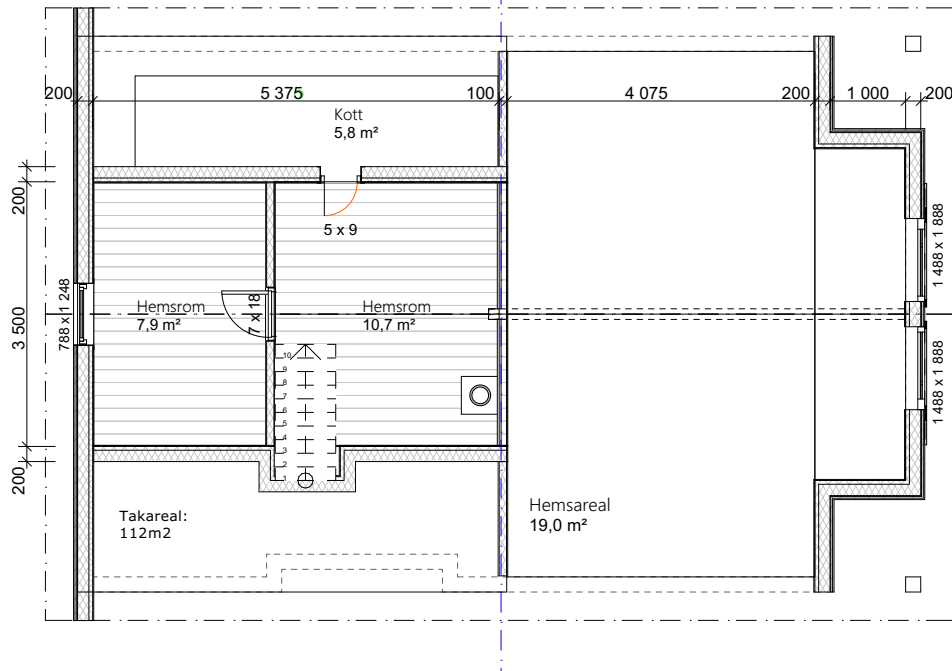 200
5 375
100
4 075
200
1 000
200
Kott
5,8 m²
200
3 500
200
5 x 9
788 x 1 248
Hemsrom
7,9 m²
7 x 18
Hemsrom
10,7 m²
1 488 x 1 888
1 488 x 1 888
10
9
8
7
6
5
4
3
2
Takareal:
112m2
Hemsareal
19,0 m²